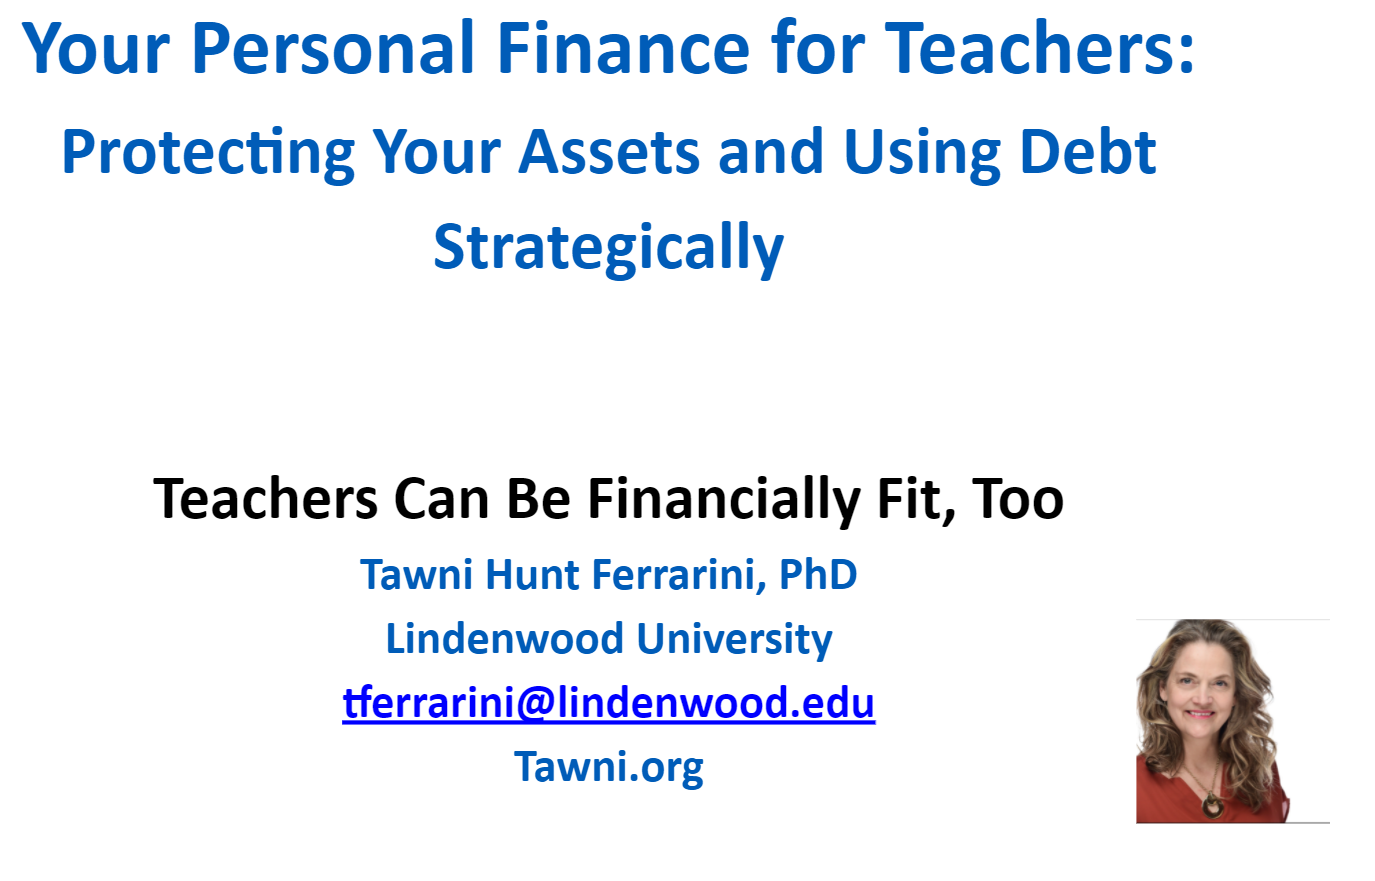 Your Personal Finance for Teachers:
Protecting Your Assets and Using Debt
Strategically
Teachers Can Be Financially Fit, Too
Tawni Hunt Ferrarini, PhD
Lindenwood University
tferrarini@lindenwood.edu
Tawni.org